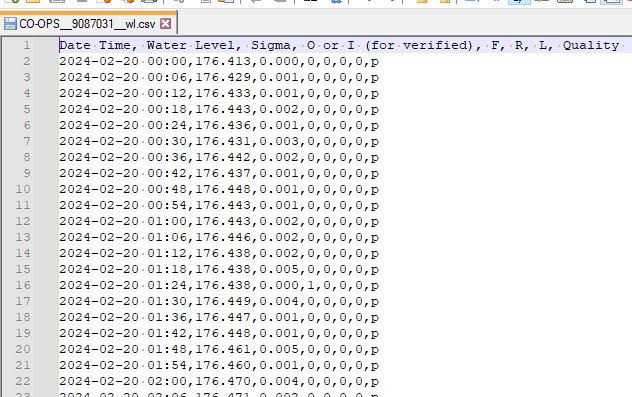 CO-OPS__9087031__wl.csv
1 Date Time, Water Level, Sigma, O or I (for verified), F, R, L, Quality
2 2024-02-20 00:00,176.413,0.000,0,0,0,0,p
3 2024-02-20 00:06,176.429,0.001,0,0,0,0,p
4 2024-02-20 00:12,176.433,0.001,0,0,0,0,p
5 2024-02-20 00:18,176.443,0.002,0,0,0,0,p
6 2024-02-20 00:24,176.436,0.001,0,0,0,0,p
7 2024-02-20 00:30,176.431,0.003,0,0,0,0,p
8 2024-02-20 00:36,176.442,0.002,0,0,0,0,p
9 2024-02-20 00:42,176.437,0.001,0,0,0,0,p
10 2024-02-20 00:48,176.448,0.001,0,0,0,0,p
11 2024-02-20 00:54,176.443,0.001,0,0,0,0,p
12 2024-02-20 01:00,176.443,0.002,0,0,0,0,p
13 2024-02-20 01:06,176.446,0.002,0,0,0,0,p
14 2024-02-20 01:12,176.438,0.002,0,0,0,0,p
15 2024-02-20 01:18,176.438,0.005,0,0,0,0,p
16 2024-02-20 01:24,176.438,0.000,1,0,0,0,p
17 2024-02-20 01:30,176.449,0.004,0,0,0,0,p
18 2024-02-20 01:36,176.447,0.001,0,0,0,0,p
19 2024-02-20 01:42,176.448,0.001,0,0,0,0,p
20 2024-02-20 01:48,176.461,0.005,0,0,0,0,p
21 2024-02-20 01:54,176.460,0.001,0,0,0,0,p
22 2024-02-20 02:00,176.470,0.004,0,0,0,0,p
23 2024-02-20 02:06,176.471